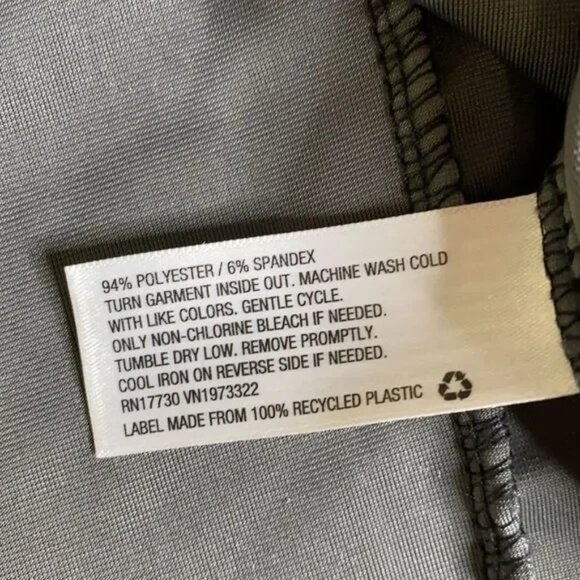 94% POLYESTER / 6% SPANDEX
TURN GARMENT INSIDE OUT. MACHINE WASH COLD
WITH LIKE COLORS. GENTLE CYCLE.
ONLY NON-CHLORINE BLEACH IF NEEDED.
TUMBLE DRY LOW. REMOVE PROMPTLY.
COOL IRON ON REVERSE SIDE IF NEEDED.
RN17730 VN1973322
LABEL MADE FROM 100% RECYCLED PLASTIC